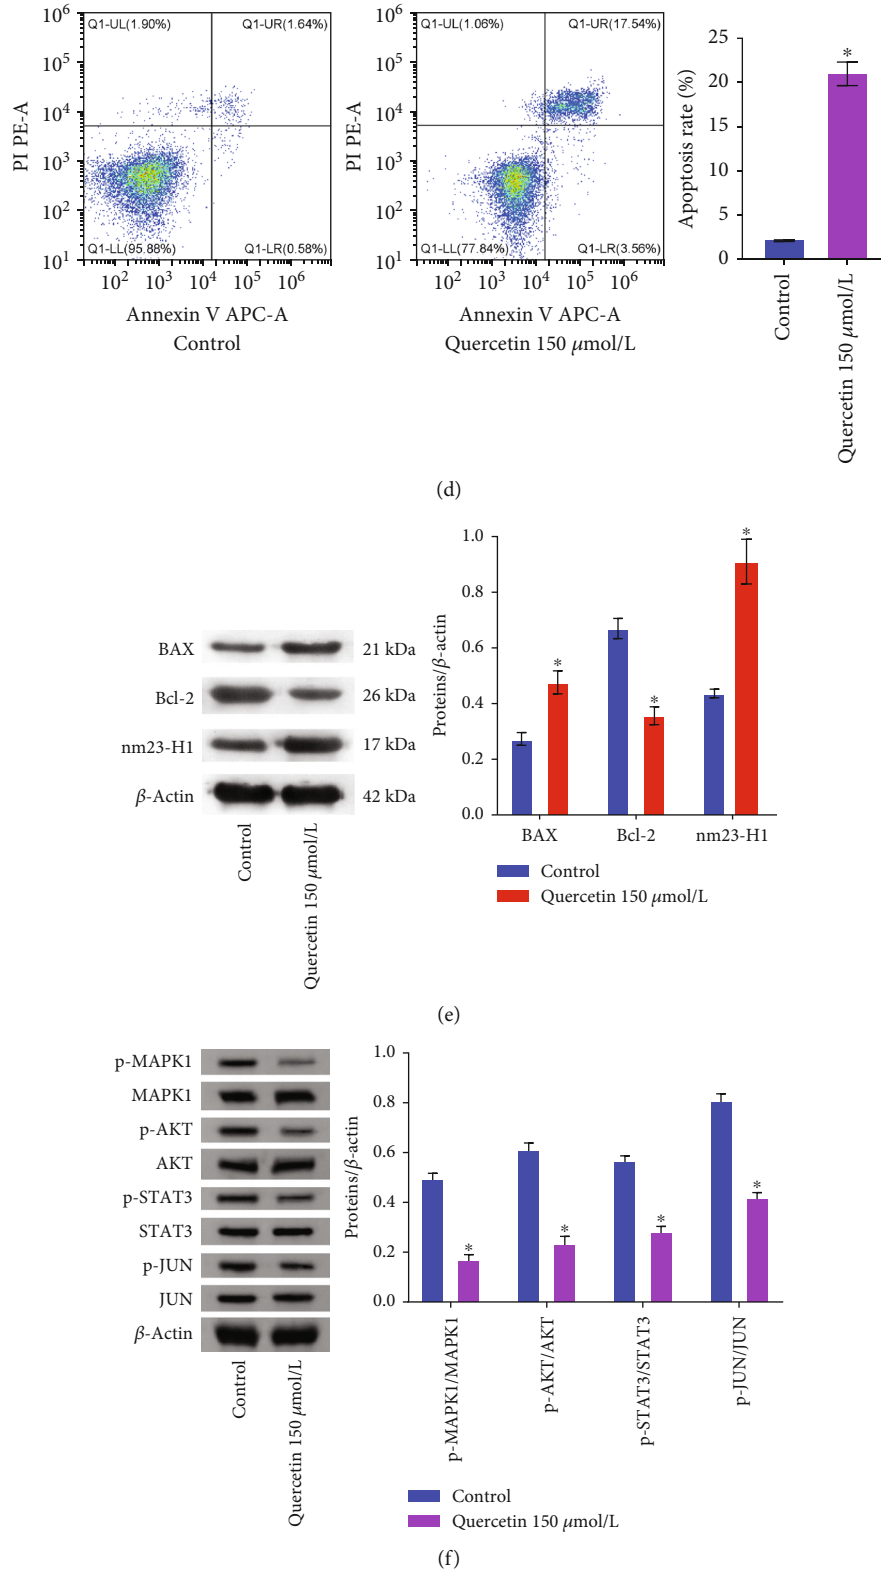 10⁶
10⁵
10⁴
10³
10²
10¹
PI PE-A
Q1-UL(1.90%)
Q1-UR(1.64%)
Q1-LL(95.88%)
Q1-LR(0.58%)
10² 10³ 10⁴ 10⁵ 10⁶
Annexin V APC-A
Control
10⁶
10⁵
10⁴
10³
10²
10¹
PI PE-A
Q1-UL(1.06%)
Q1-UR(17.54%)
Q1-LL(77.84%)
Q1-LR(3.56%)
10² 10³ 10⁴ 10⁵ 10⁶
Annexin V APC-A
Quercetin 150 μmol/L
Apoptosis rate (%)
25
20
15
10
5
0
*
Control
Quercetin 150 μmol/L
(d)
BAX
21 kDa
Bcl-2
26 kDa
nm23-H1
17 kDa
β-Actin
42 kDa
Control
Quercetin 150 μmol/L
Proteins/β-actin
1.0
0.8
0.6
0.4
0.2
0.0
*
*
*
BAX
Bcl-2
nm23-H1
Control
Quercetin 150 μmol/L
(e)
p-MAPK1
MAPK1
p-AKT
AKT
p-STAT3
STAT3
p-JUN
JUN
β-Actin
Control
Quercetin 150 μmol/L
Proteins/β-actin
1.0
0.8
0.6
0.4
0.2
0.0
*
*
*
*
p-MAPK1/MAPK1
p-AKT/AKT
p-STAT3/STAT3
p-JUN/JUN
Control
Quercetin 150 μmol/L
(f)